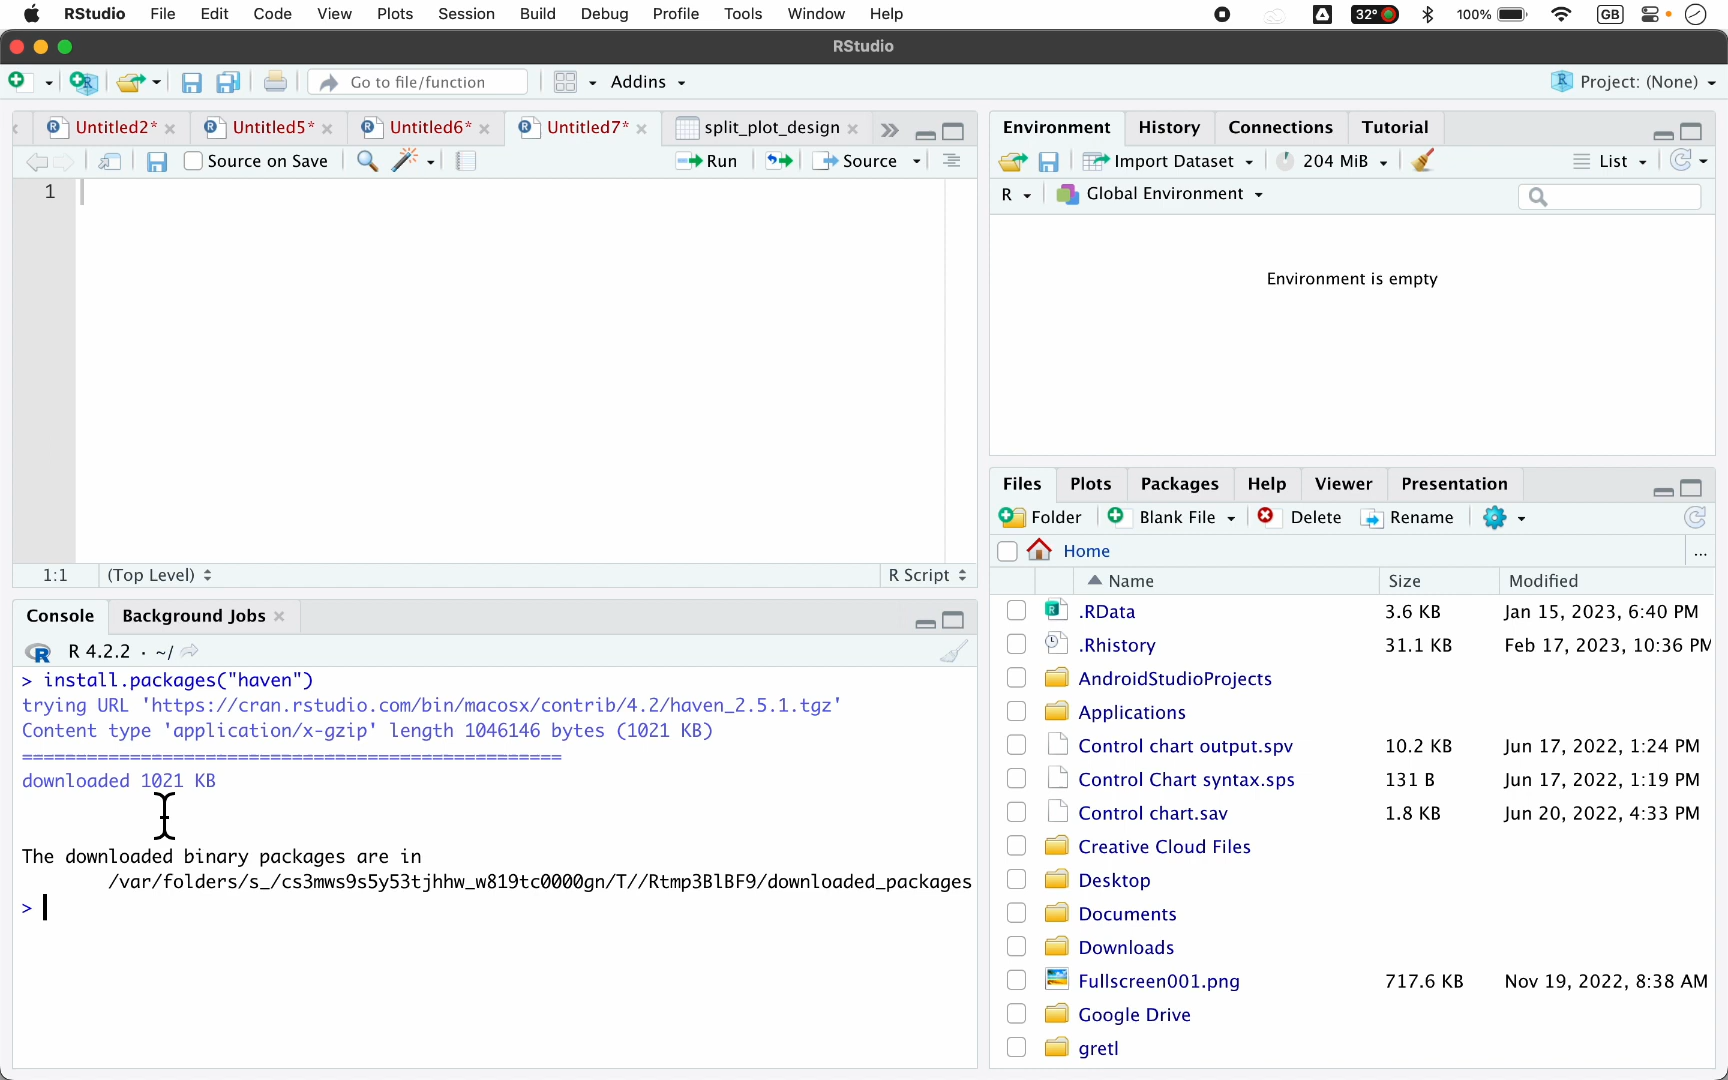 RStudio File Edit Code View Plots Session Build Debug Profile Tools Window Help 32° 100% GB
RStudio
Go to file/function Addins Project: (None)
Untitled2* Untitled5* Untitled6* Untitled7* split_plot_design
Source on Save Run Source
1
1:1 (Top Level) R Script
Console Background Jobs
R 4.2.2 · ~/
> install.packages("haven")
trying URL 'https://cran.rstudio.com/bin/macosx/contrib/4.2/haven_2.5.1.tgz'
Content type 'application/x-gzip' length 1046146 bytes (1021 KB)
==================================================
downloaded 1021 KB
The downloaded binary packages are in
/var/folders/s_/cs3mws9s5y53tjhhw_w819tc0000gn/T//Rtmp3BlBF9/downloaded_packages
>
Environment History Connections Tutorial
Import Dataset 204 MiB List
R Global Environment
Environment is empty
Files Plots Packages Help Viewer Presentation
Folder Blank File Delete Rename
Home ...
Name Size Modified
.RData 3.6 KB Jan 15, 2023, 6:40 PM
.Rhistory 31.1 KB Feb 17, 2023, 10:36 PM
AndroidStudioProjects
Applications
Control chart output.spv 10.2 KB Jun 17, 2022, 1:24 PM
Control Chart syntax.sps 131 B Jun 17, 2022, 1:19 PM
Control chart.sav 1.8 KB Jun 20, 2022, 4:33 PM
Creative Cloud Files
Desktop
Documents
Downloads
Fullscreen001.png 717.6 KB Nov 19, 2022, 8:38 AM
Google Drive
gretl